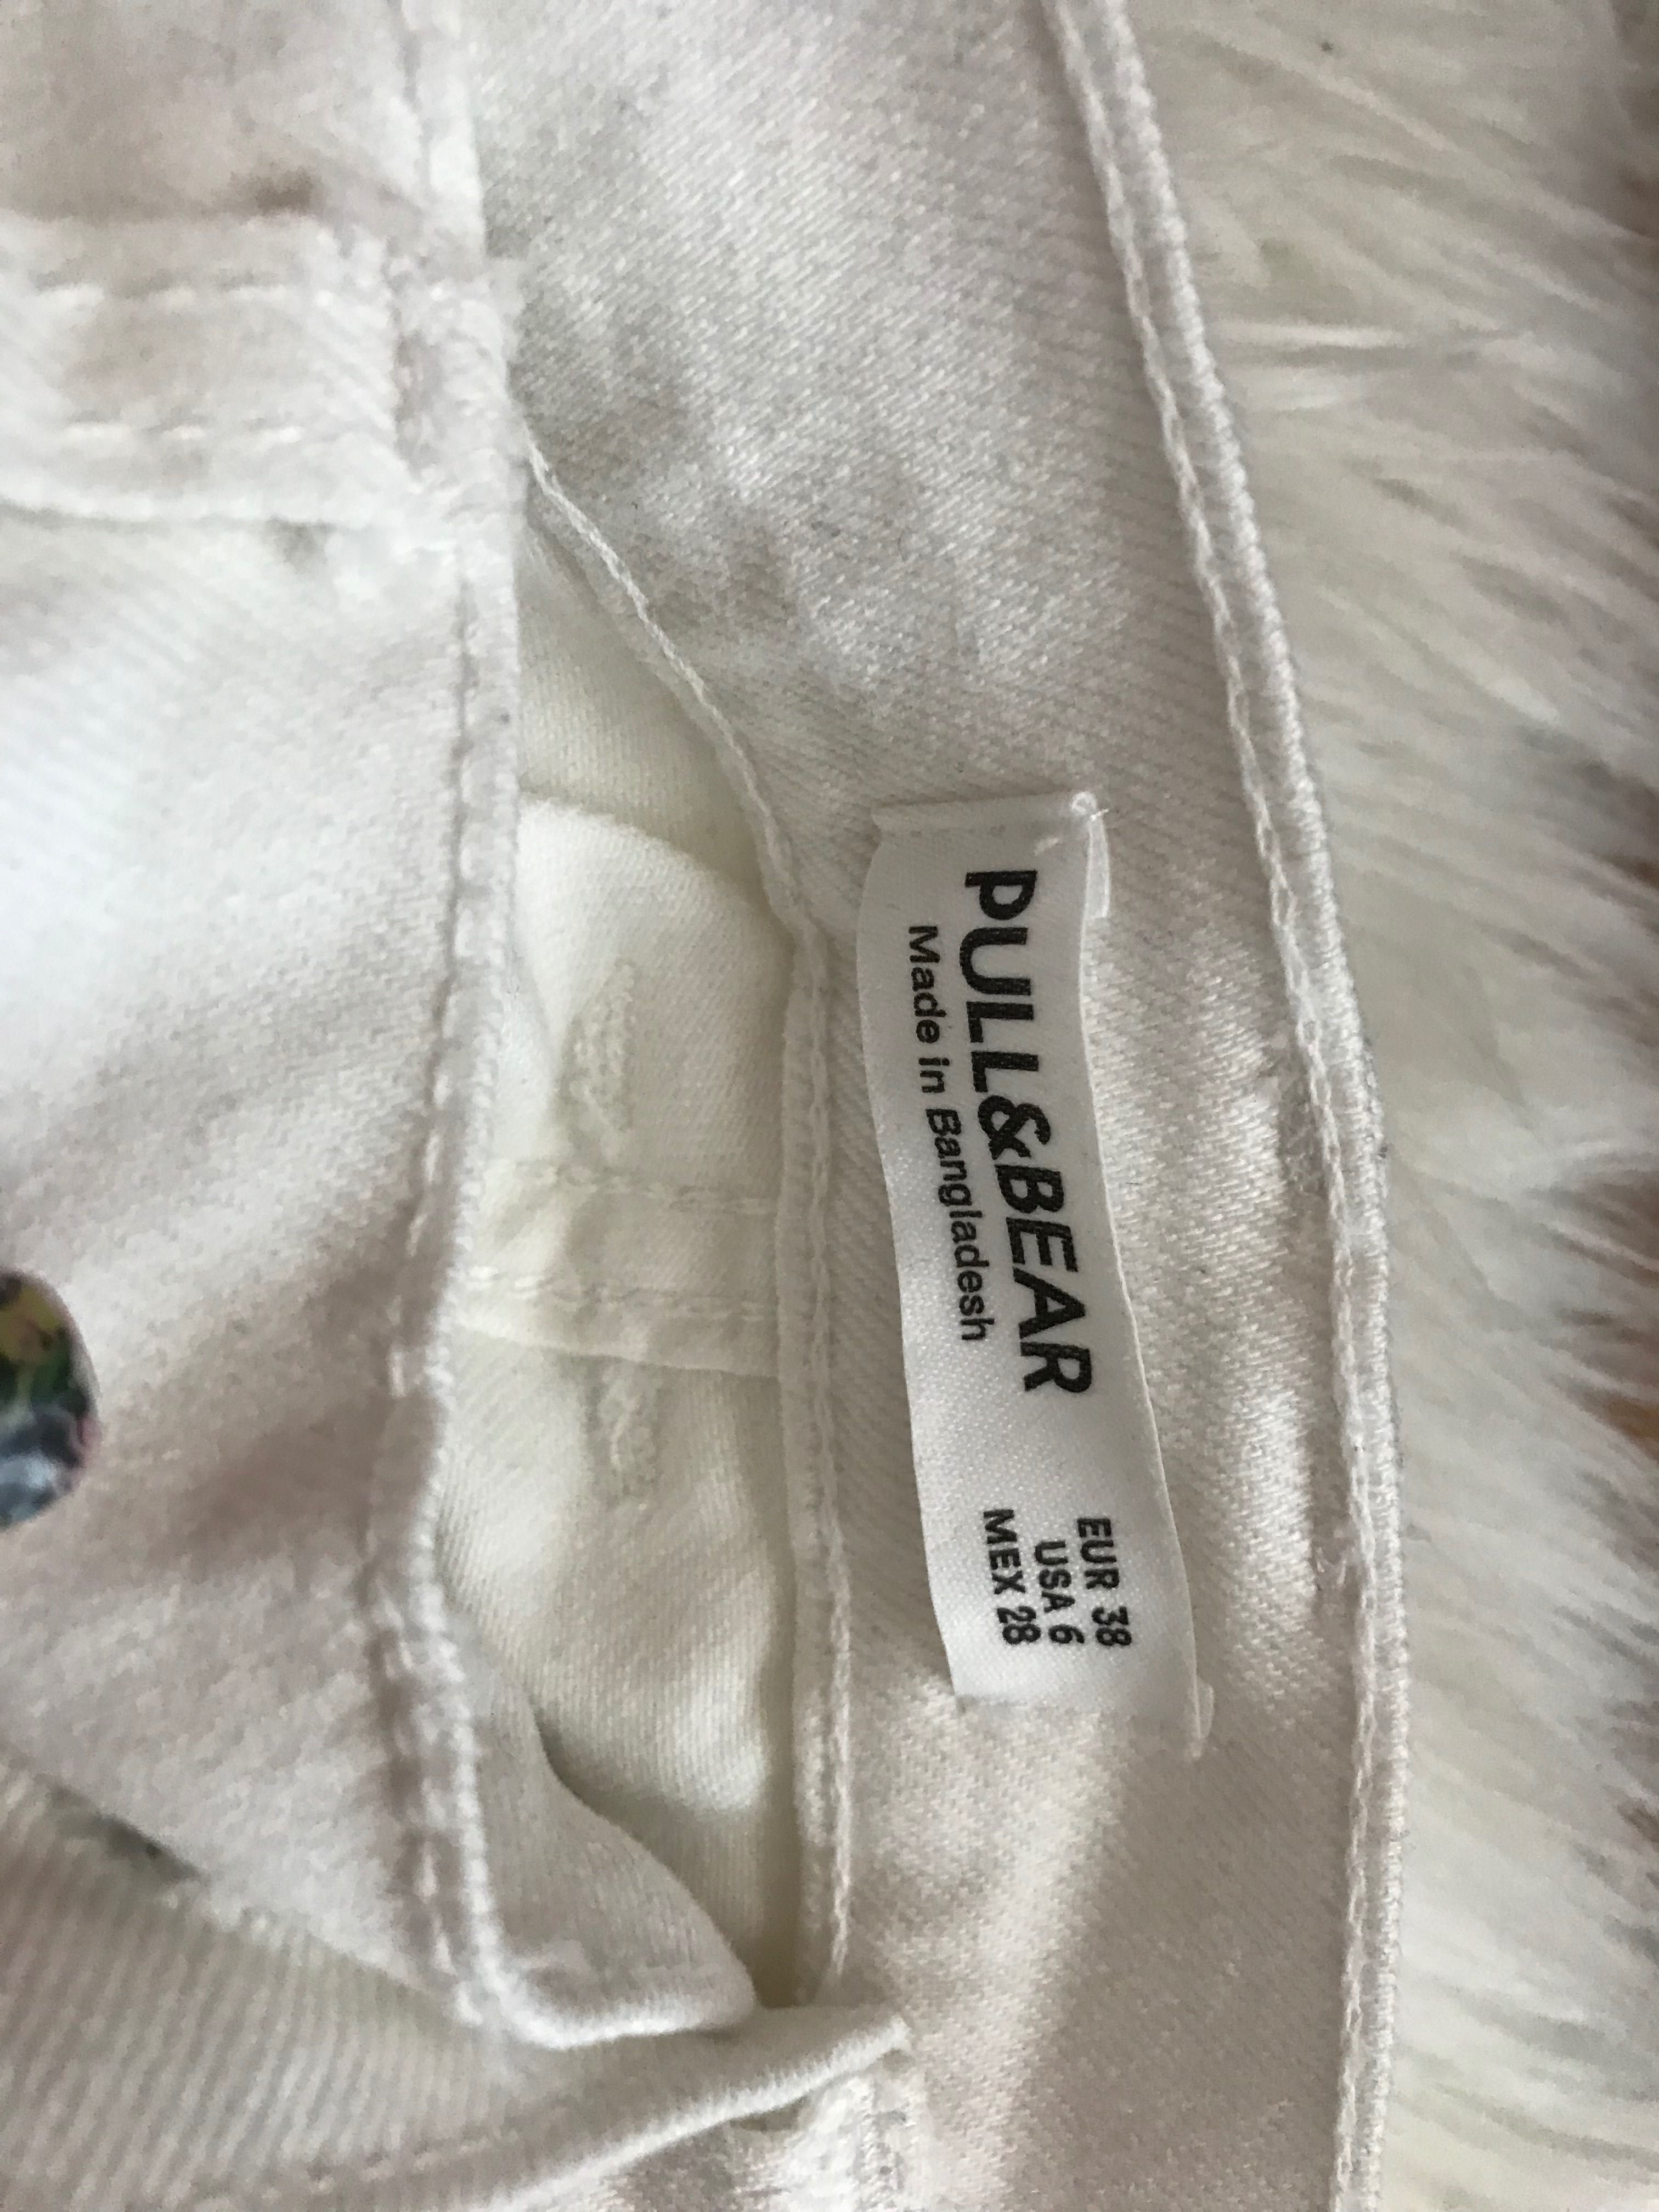 PULL&BEAR
Made in Bangladesh
EUR 38
USA 6
MEX 28